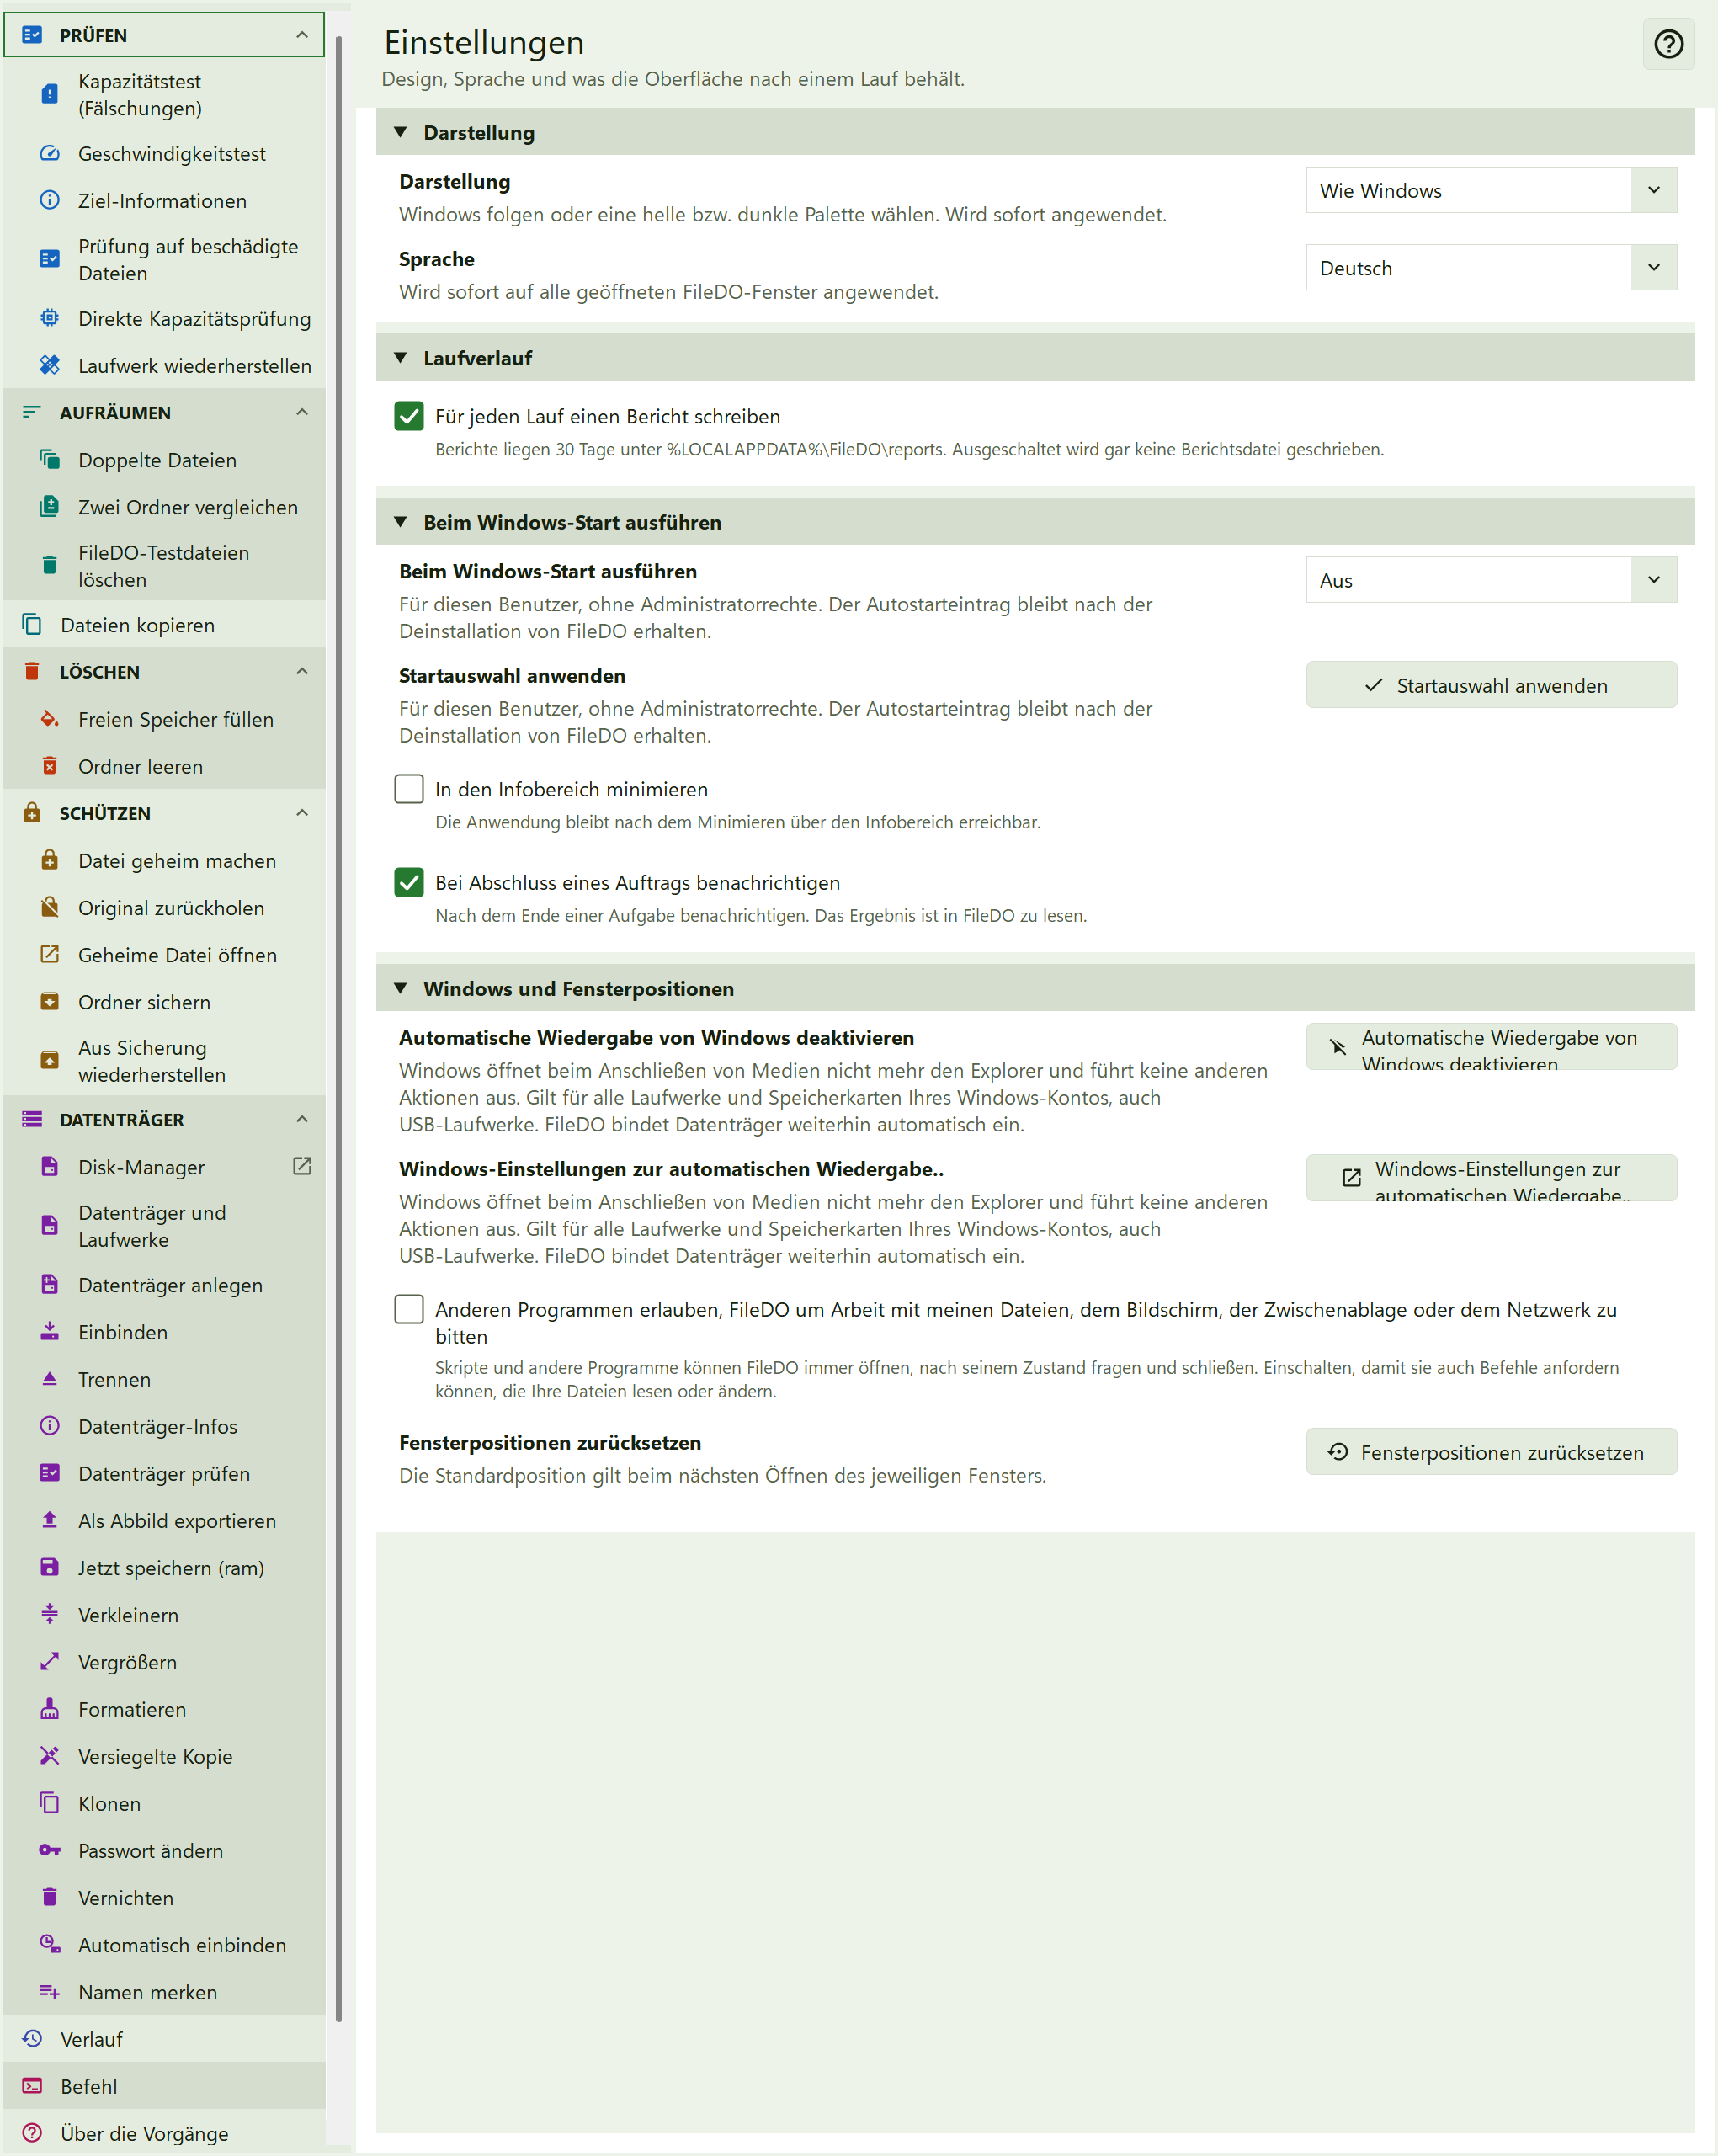 PRÜFEN
Kapazitätstest
(Fälschungen)
Geschwindigkeitstest
Ziel-Informationen
Prüfung auf beschädigte
Dateien
Direkte Kapazitätsprüfung
Laufwerk wiederherstellen
AUFRÄUMEN
Doppelte Dateien
Zwei Ordner vergleichen
FileDO-Testdateien
löschen
Dateien kopieren
LÖSCHEN
Freien Speicher füllen
Ordner leeren
SCHÜTZEN
Datei geheim machen
Original zurückholen
Geheime Datei öffnen
Ordner sichern
Aus Sicherung
wiederherstellen
DATENTRÄGER
Disk-Manager
Datenträger und
Laufwerke
Datenträger anlegen
Einbinden
Trennen
Datenträger-Infos
Datenträger prüfen
Als Abbild exportieren
Jetzt speichern (ram)
Verkleinern
Vergrößern
Formatieren
Versiegelte Kopie
Klonen
Passwort ändern
Vernichten
Automatisch einbinden
Namen merken
Verlauf
Befehl
Über die Vorgänge
Einstellungen
Design, Sprache und was die Oberfläche nach einem Lauf behält.
Darstellung
Darstellung
Windows folgen oder eine helle bzw. dunkle Palette wählen. Wird sofort angewendet.
Wie Windows
Sprache
Wird sofort auf alle geöffneten FileDO-Fenster angewendet.
Deutsch
Laufverlauf
Für jeden Lauf einen Bericht schreiben
Berichte liegen 30 Tage unter %LOCALAPPDATA%\FileDO\reports. Ausgeschaltet wird gar keine Berichtsdatei geschrieben.
Beim Windows-Start ausführen
Beim Windows-Start ausführen
Für diesen Benutzer, ohne Administratorrechte. Der Autostarteintrag bleibt nach der
Deinstallation von FileDO erhalten.
Aus
Startauswahl anwenden
Für diesen Benutzer, ohne Administratorrechte. Der Autostarteintrag bleibt nach der
Deinstallation von FileDO erhalten.
Startauswahl anwenden
In den Infobereich minimieren
Die Anwendung bleibt nach dem Minimieren über den Infobereich erreichbar.
Bei Abschluss eines Auftrags benachrichtigen
Nach dem Ende einer Aufgabe benachrichtigen. Das Ergebnis ist in FileDO zu lesen.
Windows und Fensterpositionen
Automatische Wiedergabe von Windows deaktivieren
Windows öffnet beim Anschließen von Medien nicht mehr den Explorer und führt keine anderen
Aktionen aus. Gilt für alle Laufwerke und Speicherkarten Ihres Windows-Kontos, auch
USB-Laufwerke. FileDO bindet Datenträger weiterhin automatisch ein.
Automatische Wiedergabe von
Windows deaktivieren
Windows-Einstellungen zur automatischen Wiedergabe..
Windows öffnet beim Anschließen von Medien nicht mehr den Explorer und führt keine anderen
Aktionen aus. Gilt für alle Laufwerke und Speicherkarten Ihres Windows-Kontos, auch
USB-Laufwerke. FileDO bindet Datenträger weiterhin automatisch ein.
Windows-Einstellungen zur
automatischen Wiedergabe..
Anderen Programmen erlauben, FileDO um Arbeit mit meinen Dateien, dem Bildschirm, der Zwischenablage oder dem Netzwerk zu
bitten
Skripte und andere Programme können FileDO immer öffnen, nach seinem Zustand fragen und schließen. Einschalten, damit sie auch Befehle anfordern
können, die Ihre Dateien lesen oder ändern.
Fensterpositionen zurücksetzen
Die Standardposition gilt beim nächsten Öffnen des jeweiligen Fensters.
Fensterpositionen zurücksetzen